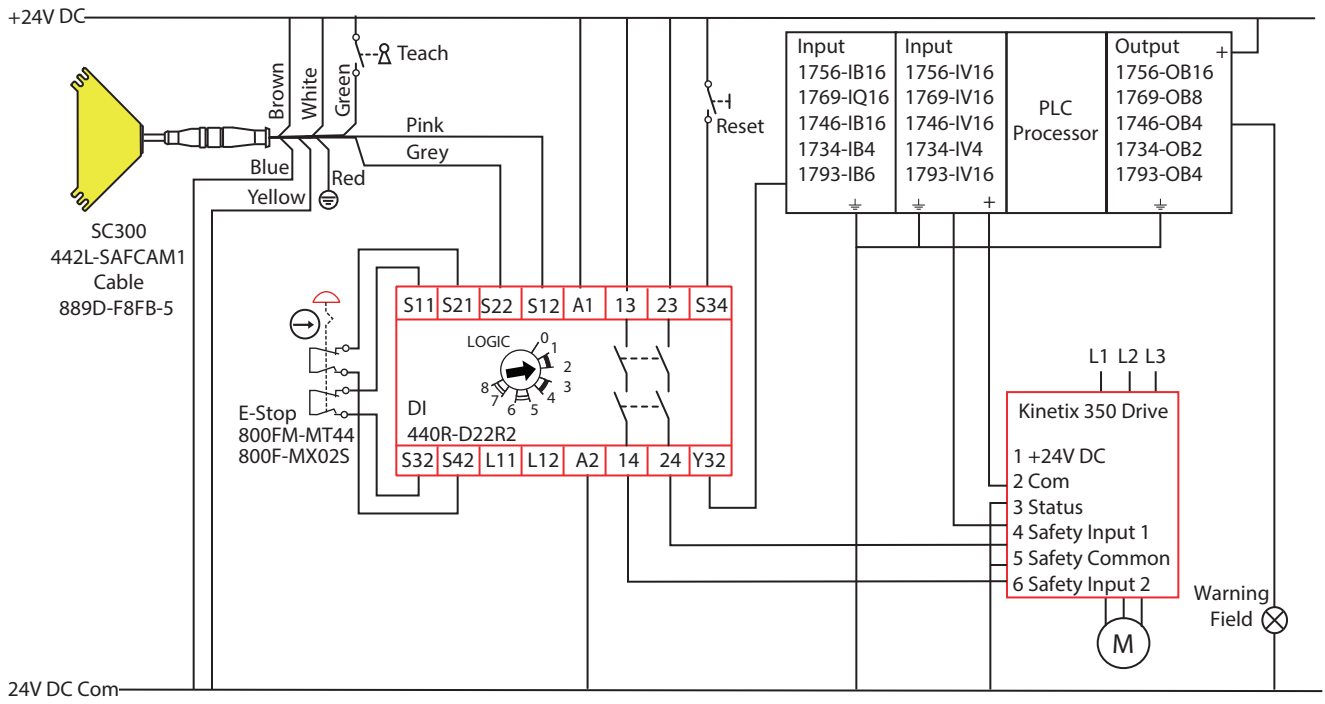 +24V DC
Brown
White
Green
Teach
Pink
Grey
Blue
Red
Yellow
SC300
442L-SAFCAM1
Cable
889D-F8FB-5
Reset
Input
1756-IB16
1769-IQ16
1746-IB16
1734-IB4
1793-IB6
Input
1756-IV16
1769-IV16
1746-IV16
1734-IV4
1793-IV16
+
PLC
Processor
Output
+
1756-OB16
1769-OB8
1746-OB4
1734-OB2
1793-OB4
S11 S21 S22 S12 A1 13 23 S34
LOGIC
0
1
2
3
4
5
6
7
8
DI
440R-D22R2
S32 S42 L11 L12 A2 14 24 Y32
E-Stop
800FM-MT44
800F-MX02S
L1 L2 L3
Kinetix 350 Drive
1 +24V DC
2 Com
3 Status
4 Safety Input 1
5 Safety Common
6 Safety Input 2
M
Warning
Field
24V DC Com